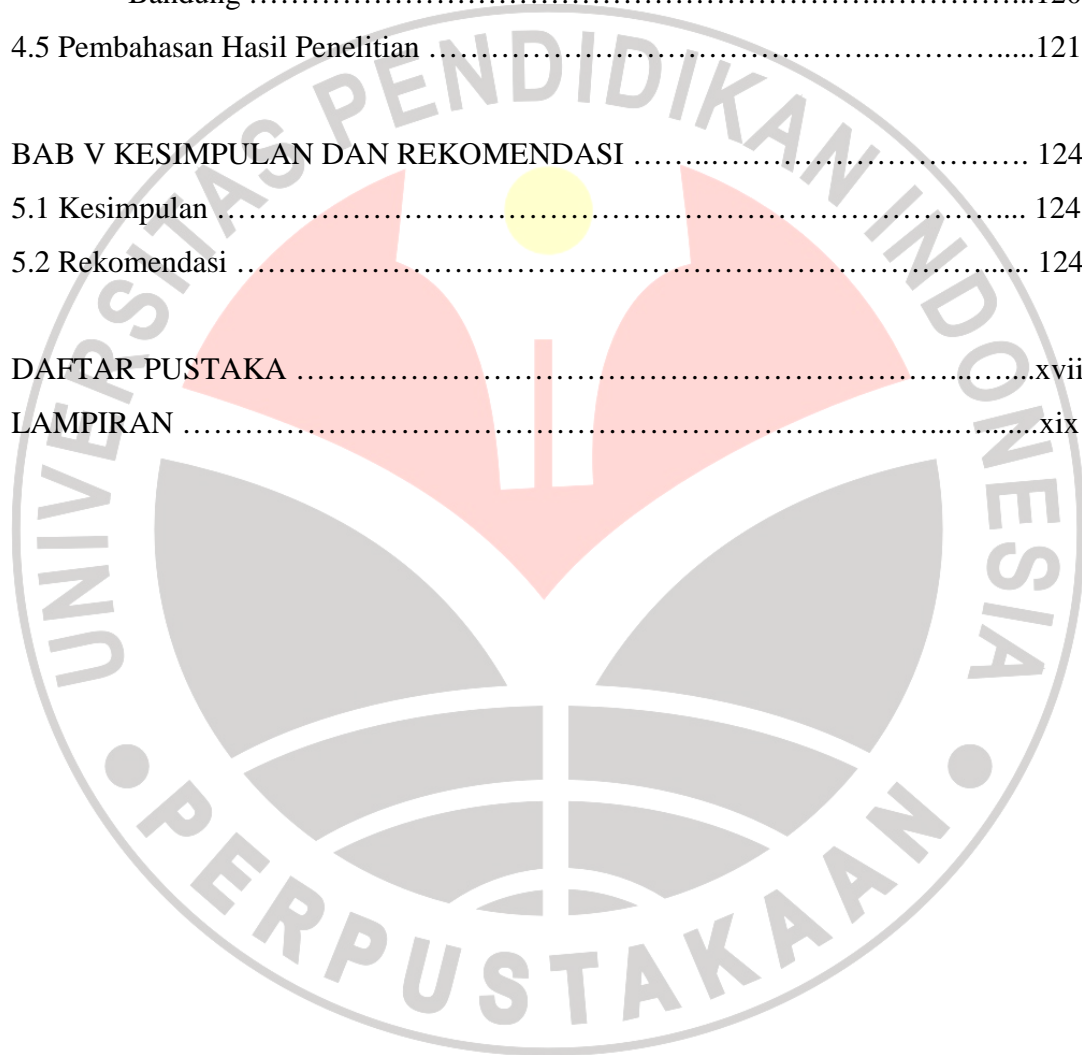 4.5 Pembahasan Hasil Penelitian ……………………………………………......121
BAB V KESIMPULAN DAN REKOMENDASI ……...………………………. 124
5.1 Kesimpulan ………………………………………………………………….... 124
5.2 Rekomendasi ……………………………………………………………...... 124
DAFTAR PUSTAKA …………………………………………………….…....xvii
LAMPIRAN ……………………………………………………………...…......xix
UNIVERSITAS PENDIDIKAN INDONESIA
PERPUSTAKAAN